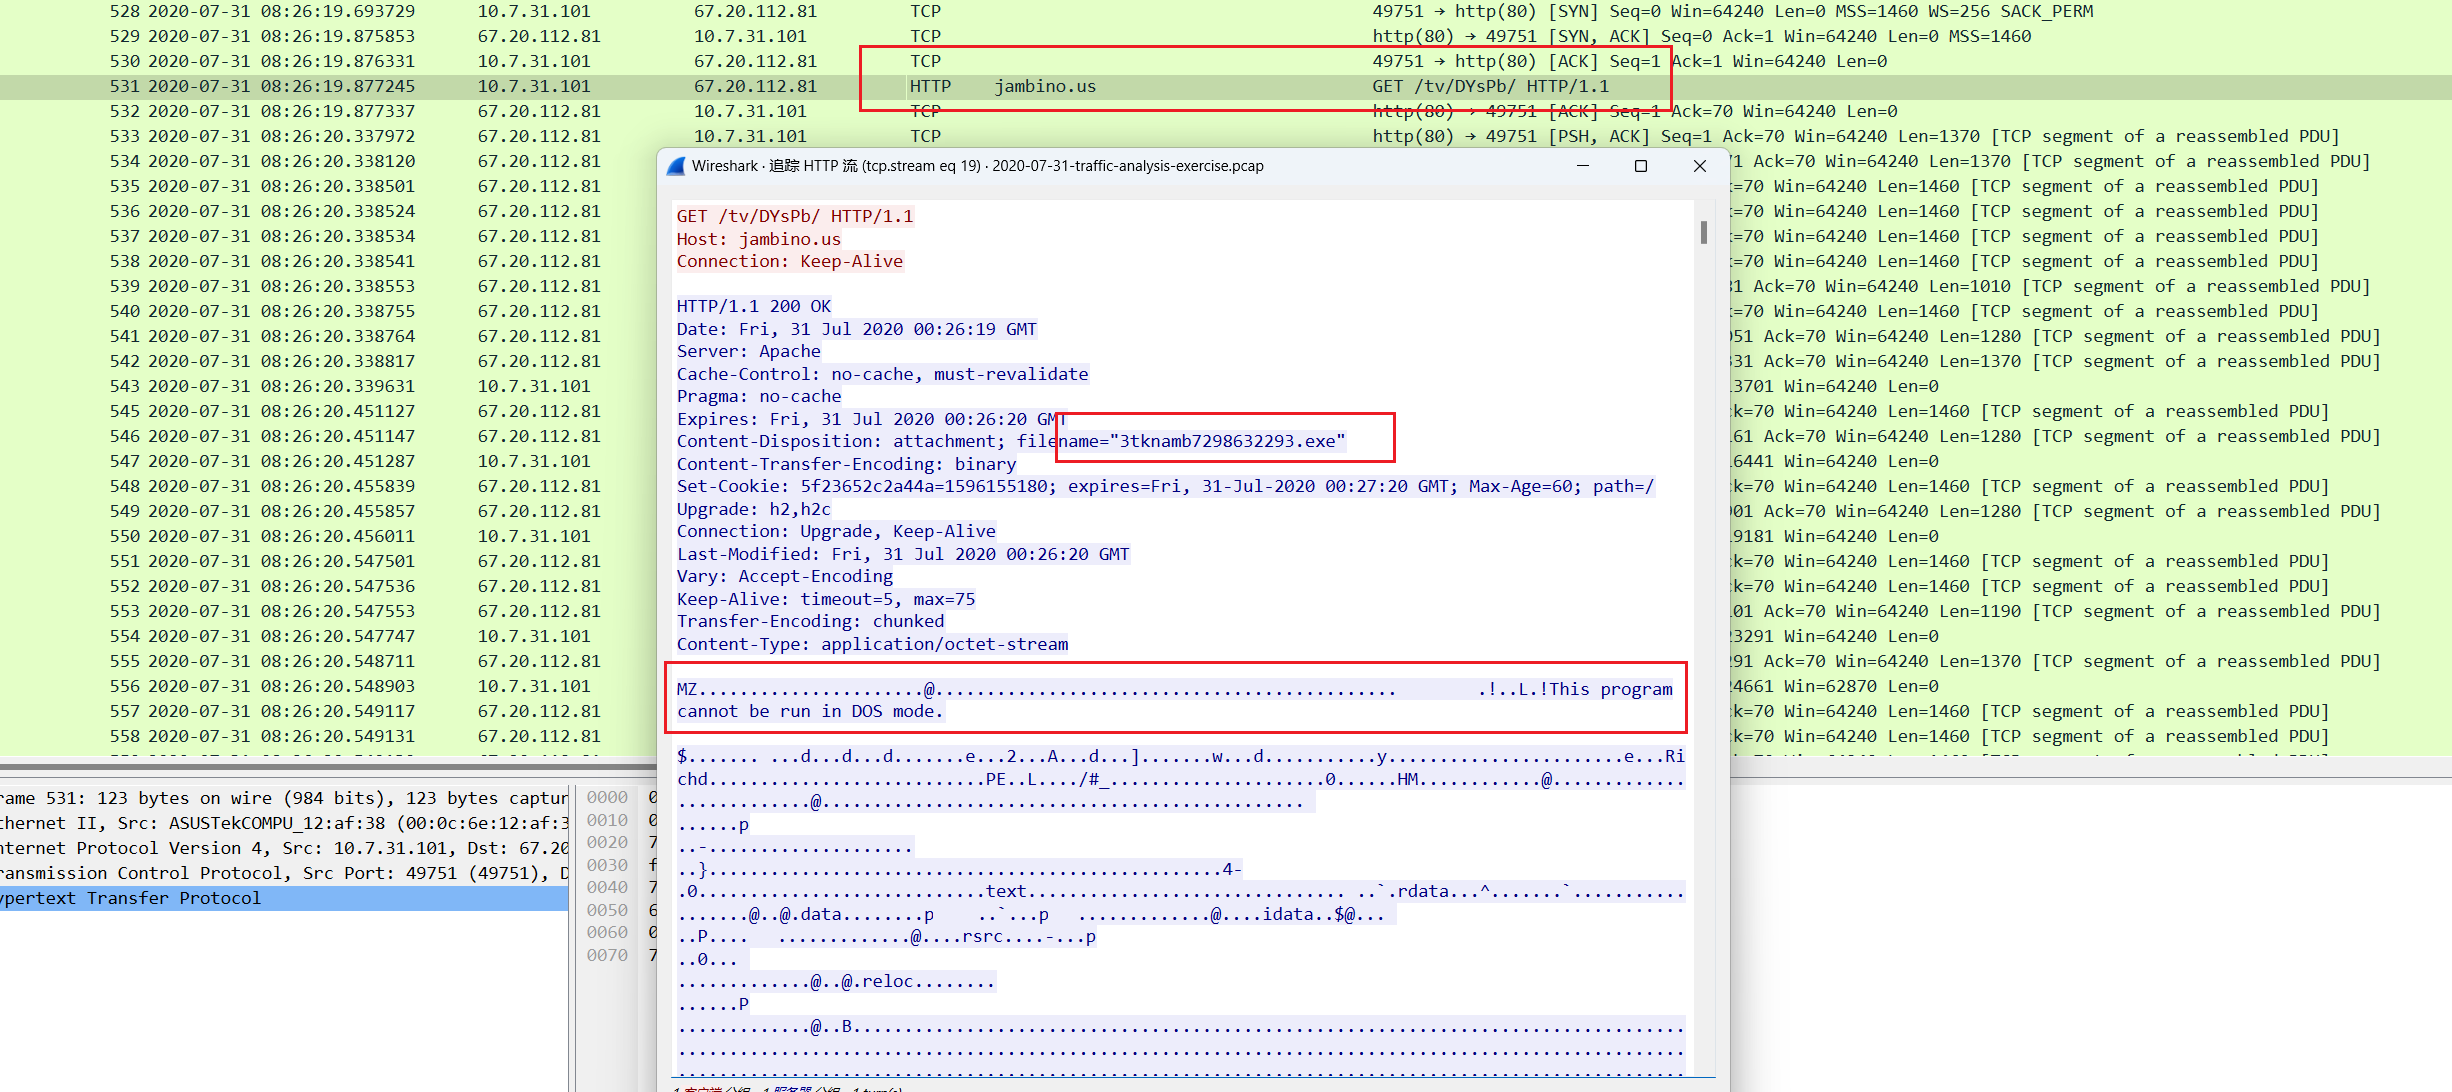 528 2020-07-31 08:26:19.693729 10.7.31.101 67.20.112.81 TCP 49751 → http(80) [SYN] Seq=0 Win=64240 Len=0 MSS=1460 WS=256 SACK_PERM
529 2020-07-31 08:26:19.875853 67.20.112.81 10.7.31.101 TCP http(80) → 49751 [SYN, ACK] Seq=0 Ack=1 Win=64240 Len=0 MSS=1460
530 2020-07-31 08:26:19.876331 10.7.31.101 67.20.112.81 TCP 49751 → http(80) [ACK] Seq=1 Ack=1 Win=64240 Len=0
531 2020-07-31 08:26:19.877245 10.7.31.101 67.20.112.81 HTTP jambino.us GET /tv/DYsPb/ HTTP/1.1
532 2020-07-31 08:26:19.877337 67.20.112.81 10.7.31.101 TCP http(80) → 49751 [ACK] Seq=1 Ack=70 Win=64240 Len=0
533 2020-07-31 08:26:20.337972 67.20.112.81 10.7.31.101 TCP http(80) → 49751 [PSH, ACK] Seq=1 Ack=70 Win=64240 Len=1370 [TCP segment of a reassembled PDU]
534 2020-07-31 08:26:20.338120 67.20.112.81 71 Ack=70 Win=64240 Len=1370 [TCP segment of a reassembled PDU]
535 2020-07-31 08:26:20.338501 67.20.112.81 =70 Win=64240 Len=1460 [TCP segment of a reassembled PDU]
536 2020-07-31 08:26:20.338524 67.20.112.81 =70 Win=64240 Len=1460 [TCP segment of a reassembled PDU]
537 2020-07-31 08:26:20.338534 67.20.112.81 =70 Win=64240 Len=1460 [TCP segment of a reassembled PDU]
538 2020-07-31 08:26:20.338541 67.20.112.81 =70 Win=64240 Len=1460 [TCP segment of a reassembled PDU]
539 2020-07-31 08:26:20.338553 67.20.112.81 31 Ack=70 Win=64240 Len=1010 [TCP segment of a reassembled PDU]
540 2020-07-31 08:26:20.338755 67.20.112.81 =70 Win=64240 Len=1460 [TCP segment of a reassembled PDU]
541 2020-07-31 08:26:20.338764 67.20.112.81 51 Ack=70 Win=64240 Len=1280 [TCP segment of a reassembled PDU]
542 2020-07-31 08:26:20.338817 67.20.112.81 331 Ack=70 Win=64240 Len=1370 [TCP segment of a reassembled PDU]
543 2020-07-31 08:26:20.339631 10.7.31.101 3701 Win=64240 Len=0
545 2020-07-31 08:26:20.451127 67.20.112.81 k=70 Win=64240 Len=1460 [TCP segment of a reassembled PDU]
546 2020-07-31 08:26:20.451147 67.20.112.81 61 Ack=70 Win=64240 Len=1280 [TCP segment of a reassembled PDU]
547 2020-07-31 08:26:20.451287 10.7.31.101 6441 Win=64240 Len=0
548 2020-07-31 08:26:20.455839 67.20.112.81 k=70 Win=64240 Len=1460 [TCP segment of a reassembled PDU]
549 2020-07-31 08:26:20.455857 67.20.112.81 01 Ack=70 Win=64240 Len=1280 [TCP segment of a reassembled PDU]
550 2020-07-31 08:26:20.456011 10.7.31.101 9181 Win=64240 Len=0
551 2020-07-31 08:26:20.547501 67.20.112.81 k=70 Win=64240 Len=1460 [TCP segment of a reassembled PDU]
552 2020-07-31 08:26:20.547536 67.20.112.81 k=70 Win=64240 Len=1460 [TCP segment of a reassembled PDU]
553 2020-07-31 08:26:20.547553 67.20.112.81 01 Ack=70 Win=64240 Len=1190 [TCP segment of a reassembled PDU]
554 2020-07-31 08:26:20.547747 10.7.31.101 23291 Win=64240 Len=0
555 2020-07-31 08:26:20.548711 67.20.112.81 291 Ack=70 Win=64240 Len=1370 [TCP segment of a reassembled PDU]
556 2020-07-31 08:26:20.548903 10.7.31.101 24661 Win=62870 Len=0
557 2020-07-31 08:26:20.549117 67.20.112.81 k=70 Win=64240 Len=1460 [TCP segment of a reassembled PDU]
558 2020-07-31 08:26:20.549131 67.20.112.81 k=70 Win=64240 Len=1460 [TCP segment of a reassembled PDU]
Wireshark · 追踪 HTTP 流 (tcp.stream eq 19) · 2020-07-31-traffic-analysis-exercise.pcap
GET /tv/DYsPb/ HTTP/1.1
Host: jambino.us
Connection: Keep-Alive
HTTP/1.1 200 OK
Date: Fri, 31 Jul 2020 00:26:19 GMT
Server: Apache
Cache-Control: no-cache, must-revalidate
Pragma: no-cache
Expires: Fri, 31 Jul 2020 00:26:20 GMT
Content-Disposition: attachment; filename="3tknamb7298632293.exe"
Content-Transfer-Encoding: binary
Set-Cookie: 5f23652c2a44a=1596155180; expires=Fri, 31-Jul-2020 00:27:20 GMT; Max-Age=60; path=/
Upgrade: h2,h2c
Connection: Upgrade, Keep-Alive
Last-Modified: Fri, 31 Jul 2020 00:26:20 GMT
Vary: Accept-Encoding
Keep-Alive: timeout=5, max=75
Transfer-Encoding: chunked
Content-Type: application/octet-stream
MZ......................@............................................. .!..L.!This program
cannot be run in DOS mode.
$....... ...d...d...d.......e...2...A...d...].......w...d...........y.......................e...Ri
chd...........................PE..L..../#_.....................0......HM............@.............
.............@...............................................
......p
..-....................
..}..................................................4-
.0............................text............................... ..`.rdata...^.......`...........
.......@..@.data........p ..`...p .............@....idata..$@...
..P.... .............@....rsrc....-...p
..0...
.............@..@.reloc........
......P
.............@..B
rame 531: 123 bytes on wire (984 bits), 123 bytes captur
thernet II, Src: ASUSTekCOMPU_12:af:38 (00:0c:6e:12:af:3
nternet Protocol Version 4, Src: 10.7.31.101, Dst: 67.20
ransmission Control Protocol, Src Port: 49751 (49751), D
ypertext Transfer Protocol
0000 0
0010 0
0020 7
0030 f
0040 7
0050 6
0060 0
0070 7